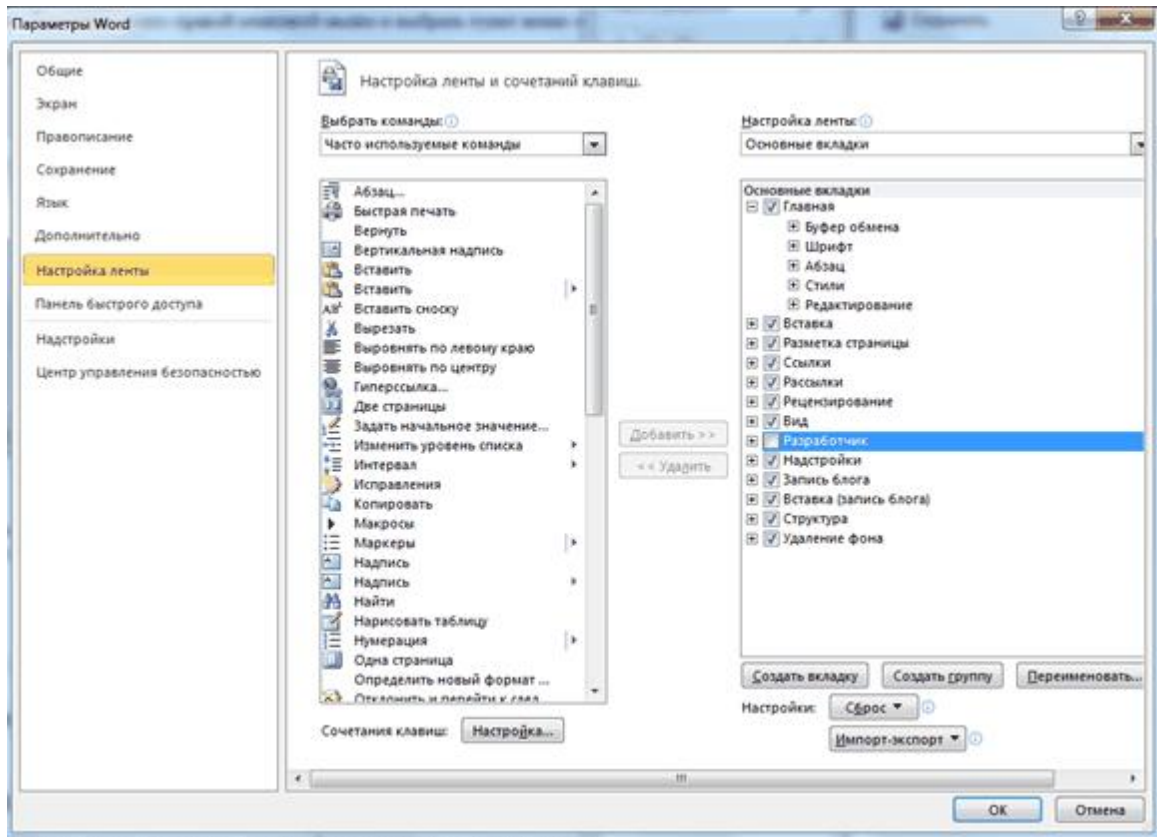 Параметры Word
Общие
Экран
Правописание
Сохранение
Язык
Дополнительно
Настройка ленты
Панель быстрого доступа
Надстройки
Центр управления безопасностью
Настройка ленты и сочетаний клавиш.
Выбрать команды:
Часто используемые команды
Абзац...
Быстрая печать
Вернуть
Вертикальная надпись
Вставить
Вставить
Вставить сноску
Вырезать
Выровнять по левому краю
Выровнять по центру
Гиперссылка...
Две страницы
Задать начальное значение...
Изменить уровень списка
Интервал
Исправления
Копировать
Макросы
Маркеры
Надпись
Надпись
Найти
Нарисовать таблицу
Нумерация
Одна страница
Определить новый формат ...
Отклонить и перейти к след
Сочетания клавиш: Настройка...
Добавить >>
<< Удалить
Настройка ленты:
Основные вкладки
Основные вкладки
Главная
Буфер обмена
Шрифт
Абзац
Стили
Редактирование
Вставка
Разметка страницы
Ссылки
Рассылки
Рецензирование
Вид
Разработчик
Надстройки
Запись блога
Вставка (запись блога)
Структура
Удаление фона
Создать вкладку Создать группу Переименовать...
Настройки: Сброс
Импорт-экспорт
ОК Отмена